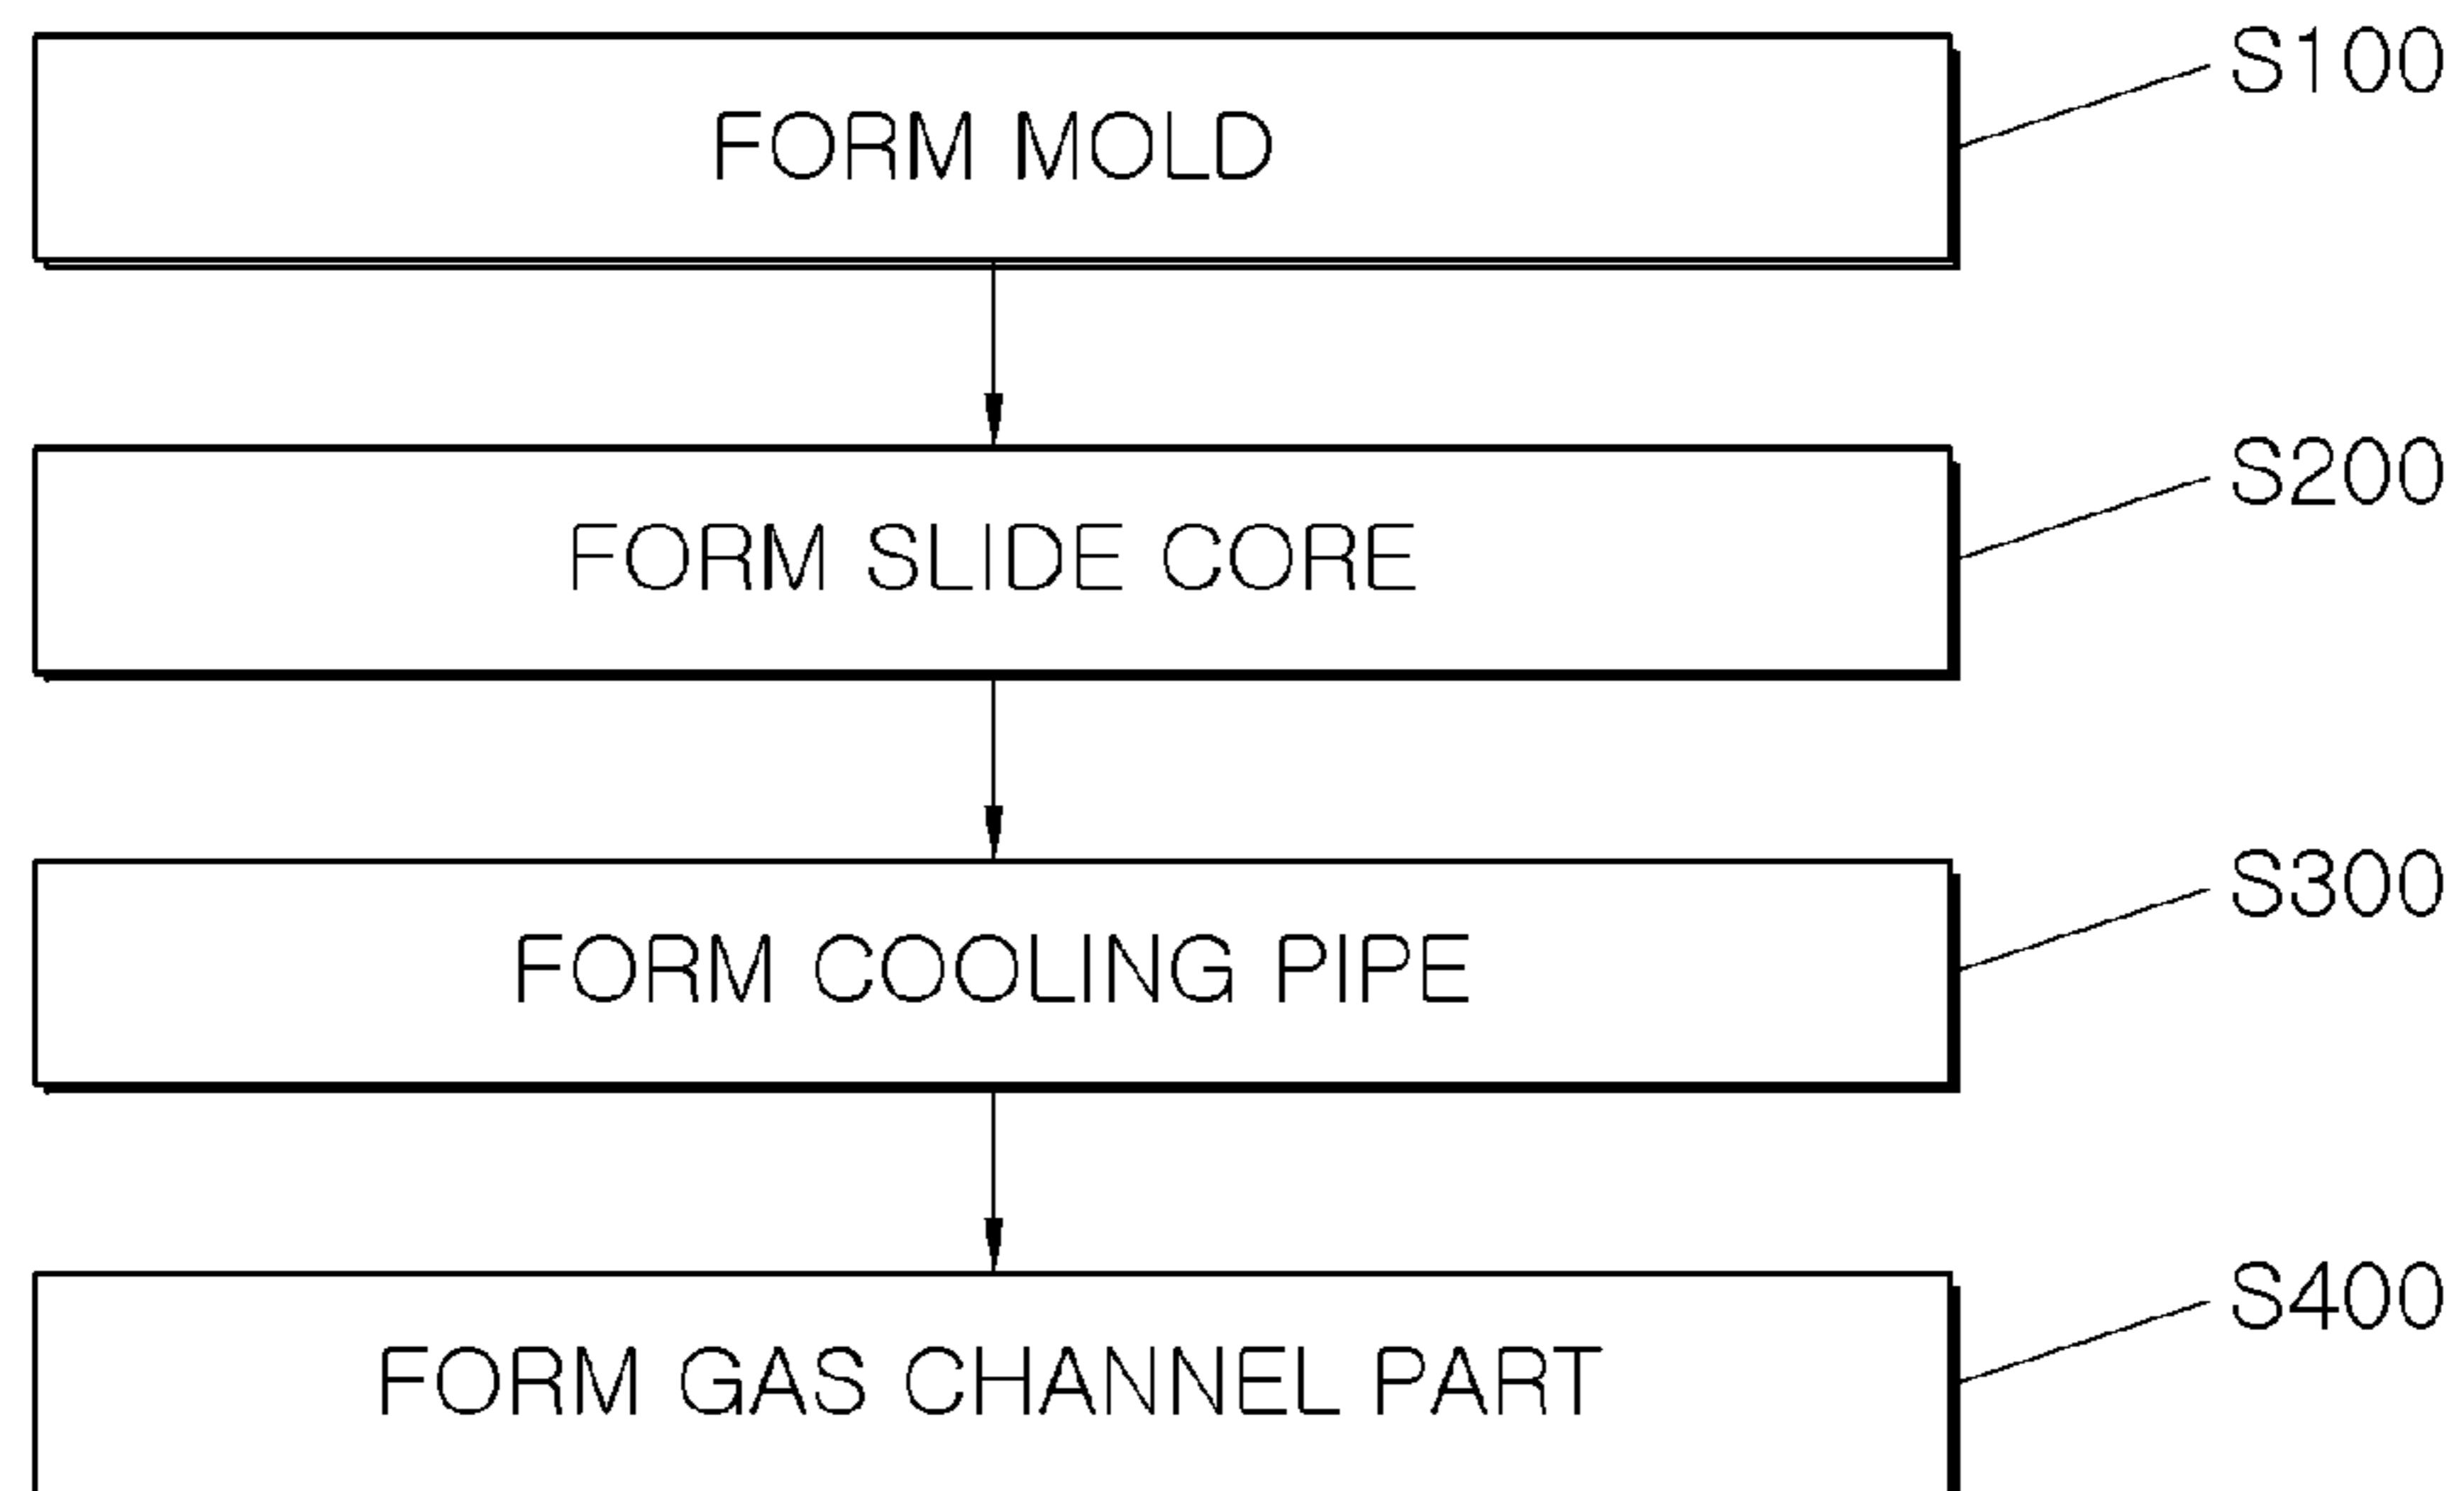 FORM MOLD
S100
FORM SLIDE CORE
S200
FORM COOLING PIPE
S300
FORM GAS CHANNEL PART
S400